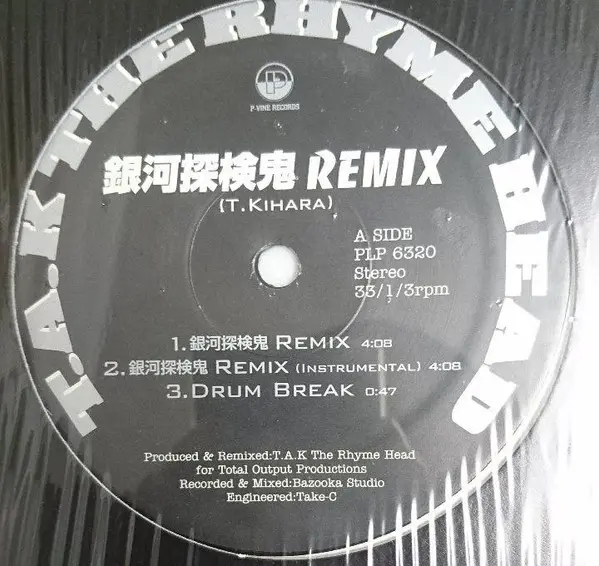 T.A.K THE RHYME HEAD
P-VINE RECORDS
銀河探検鬼 REMIX
(T.KIHARA)
A SIDE
PLP 6320
Stereo
33/1/3rpm
1.銀河探検鬼 REMIX 4:08
2.銀河探検鬼 REMIX (INSTRUMENTAL) 4:08
3.DRUM BREAK 0:47
Produced & Remixed:T.A.K The Rhyme Head
for Total Output Productions
Recorded & Mixed:Bazooka Studio
Engineered:Take-C